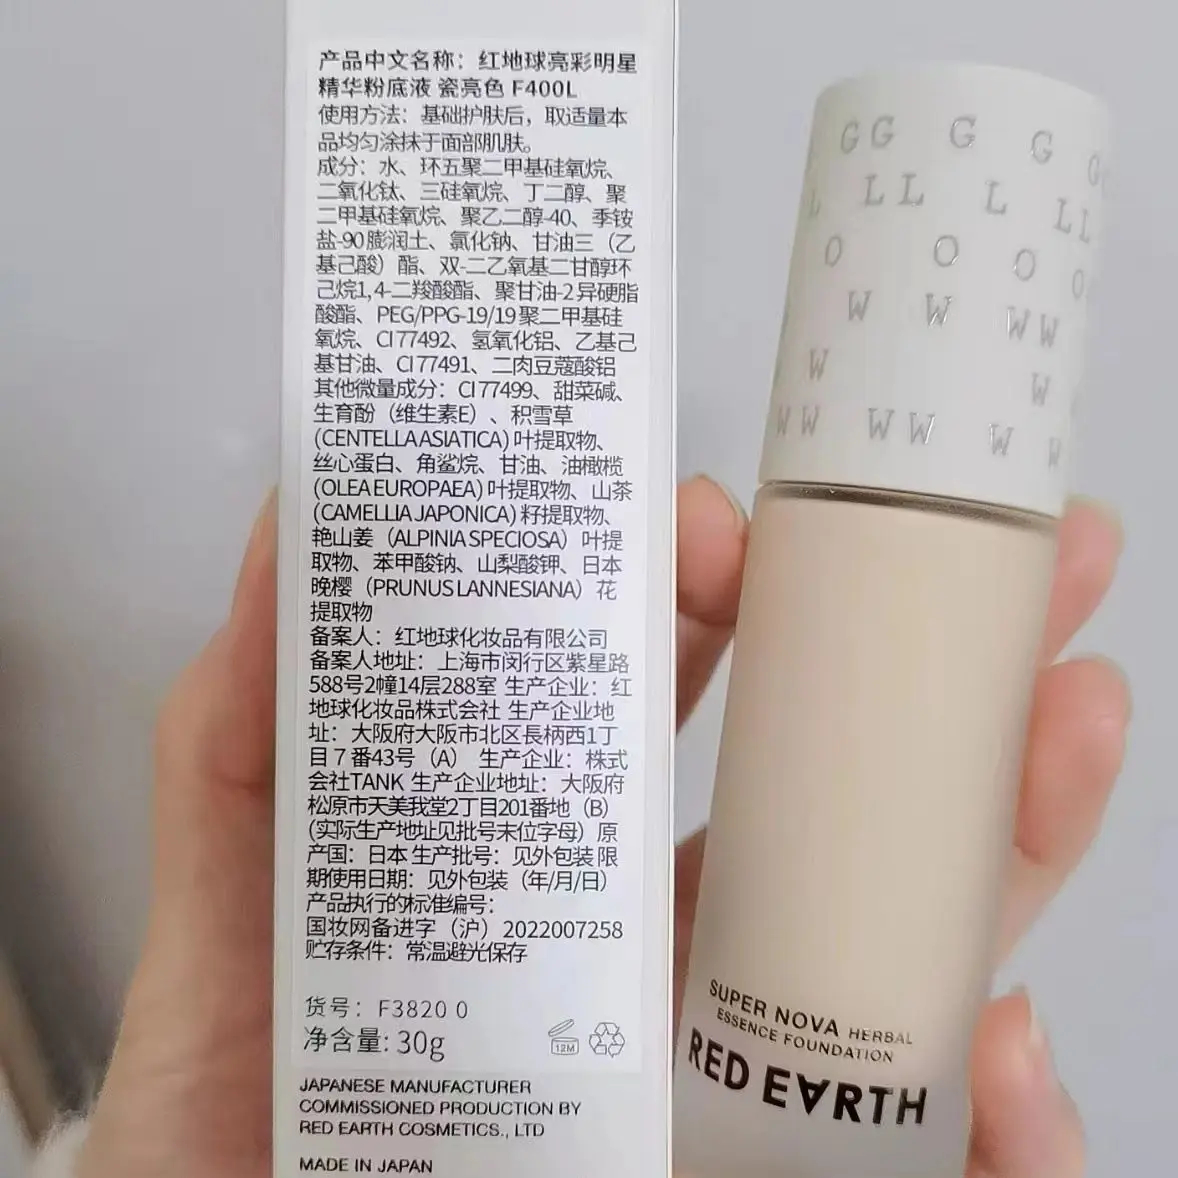 产品中文名称：红地球亮彩明星
精华粉底液 瓷亮色 F400L
使用方法：基础护肤后，取适量本
品均匀涂抹于面部肌肤。
成分：水、环五聚二甲基硅氧烷、
二氧化钛、三硅氧烷、丁二醇、聚
二甲基硅氧烷、聚乙二醇-40、季铵
盐-90膨润土、氯化钠、甘油三（乙
基己酸）酯、双-二乙氧基二甘醇环
己烷1,4-二羧酸酯、聚甘油-2异硬脂
酸酯、PEG/PPG-19/19聚二甲基硅
氧烷、CI 77492、氢氧化铝、乙基己
基甘油、CI 77491、二肉豆蔻酸铝
其他微量成分：CI 77499、甜菜碱、
生育酚（维生素E）、积雪草
(CENTELLA ASIATICA) 叶提取物、
丝心蛋白、角鲨烷、甘油、油橄榄
(OLEA EUROPAEA) 叶提取物、山茶
(CAMELLIA JAPONICA) 籽提取物、
艳山姜（ALPINIA SPECIOSA）叶提
取物、苯甲酸钠、山梨酸钾、日本
晚樱（PRUNUS LANNESIANA）花
提取物
备案人：红地球化妆品有限公司
备案人地址：上海市闵行区紫星路
588号2幢14层288室 生产企业：红
地球化妆品株式会社 生产企业地
址：大阪府大阪市北区長柄西1丁
目７番43号（A） 生产企业：株式
会社TANK 生产企业地址：大阪府
松原市天美我堂2丁目201番地（B）
(实际生产地址见批号末位字母）原
产国：日本 生产批号：见外包装 限
期使用日期：见外包装（年/月/日）
产品执行的标准编号：
国妆网备进字（沪）2022007258
贮存条件：常温避光保存
货号：F3820 0
净含量: 30g
12M
JAPANESE MANUFACTURER
COMMISSIONED PRODUCTION BY
RED EARTH COSMETICS., LTD
MADE IN JAPAN
G G G G G
L L L L L L
O O O O
W W W W
W W
W W W W W W
SUPER NOVA HERBAL
ESSENCE FOUNDATION
RED EARTH